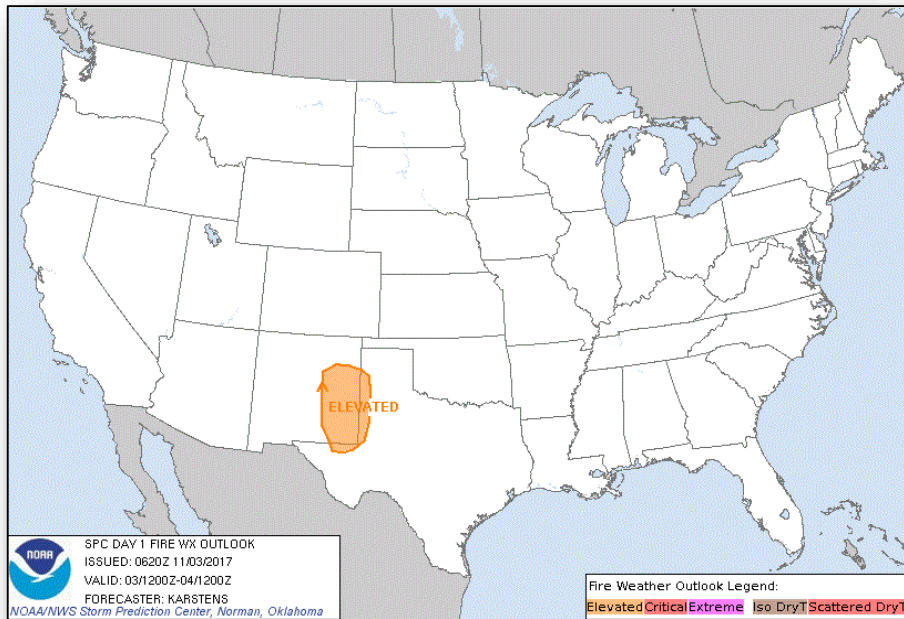 ELEVATED
NOAA
SPC DAY 1 FIRE WX OUTLOOK
ISSUED: 0620Z 11/03/2017
VALID: 03/1200Z-04/1200Z
FORECASTER: KARSTENS
NOAA/NWS Storm Prediction Center, Norman, Oklahoma
Fire Weather Outlook Legend:
Elevated Critical Extreme Iso DryT Scattered DryT